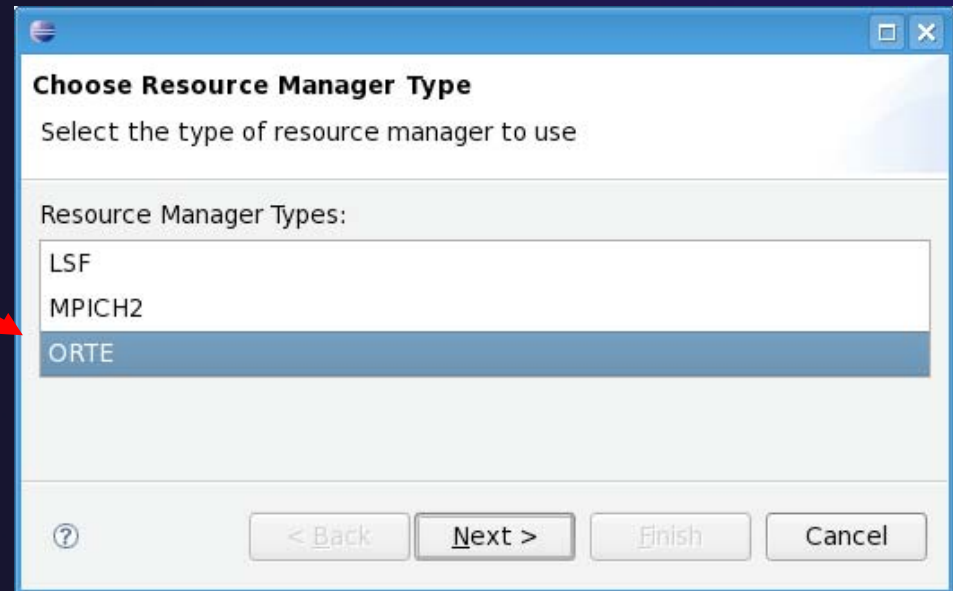 Choose Resource Manager Type
Select the type of resource manager to use
Resource Manager Types:
LSF
MPICH2
ORTE
? < Back Next > Finish Cancel